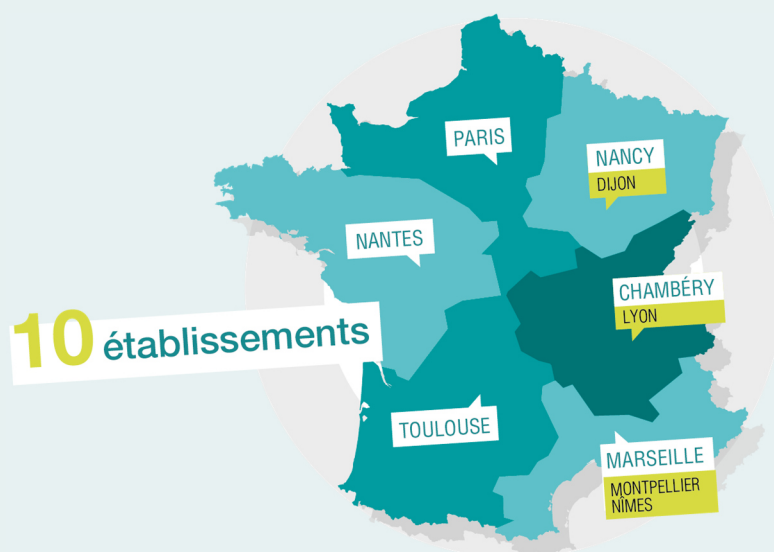 PARIS
NANCY
DIJON
NANTES
CHAMBÉRY
LYON
10 établissements
TOULOUSE
MARSEILLE
MONTPELLIER
NÎMES